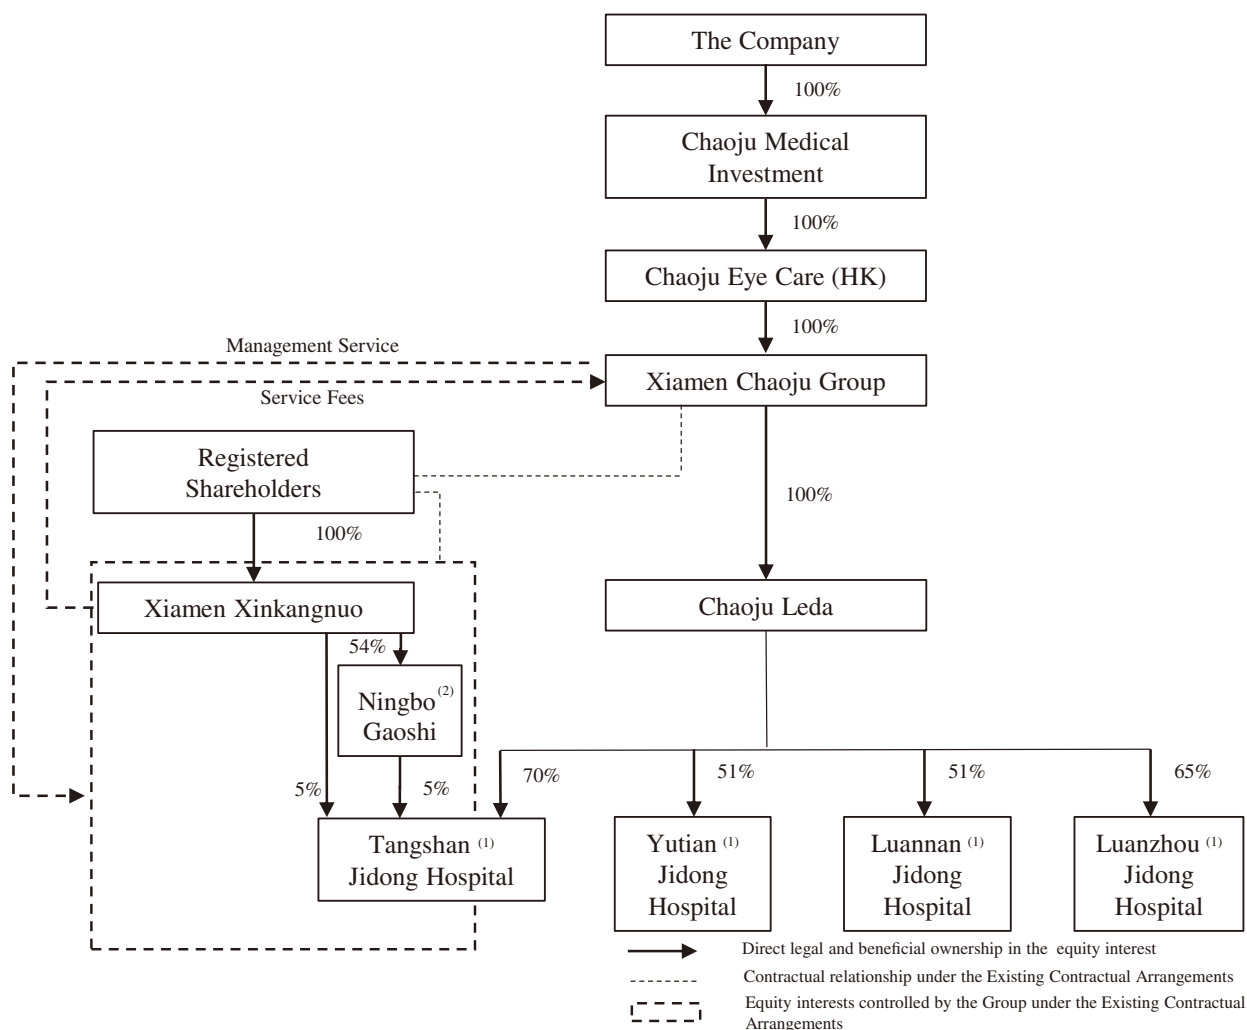 The Company
100%
Chaoju Medical
Investment
100%
Chaoju Eye Care (HK)
100%
Management Service
Xiamen Chaoju Group
Service Fees
Registered
Shareholders
100%
100%
Xiamen Xinkangnuo
Chaoju Leda
54%
Ningbo (2)
Gaoshi
5%
5%
70%
51%
51%
65%
Tangshan (1)
Jidong Hospital
Yutian (1)
Jidong
Hospital
Luannan (1)
Jidong
Hospital
Luanzhou (1)
Jidong
Hospital
Direct legal and beneficial ownership in the equity interest
Contractual relationship under the Existing Contractual Arrangements
Equity interests controlled by the Group under the Existing Contractual
Arrangements